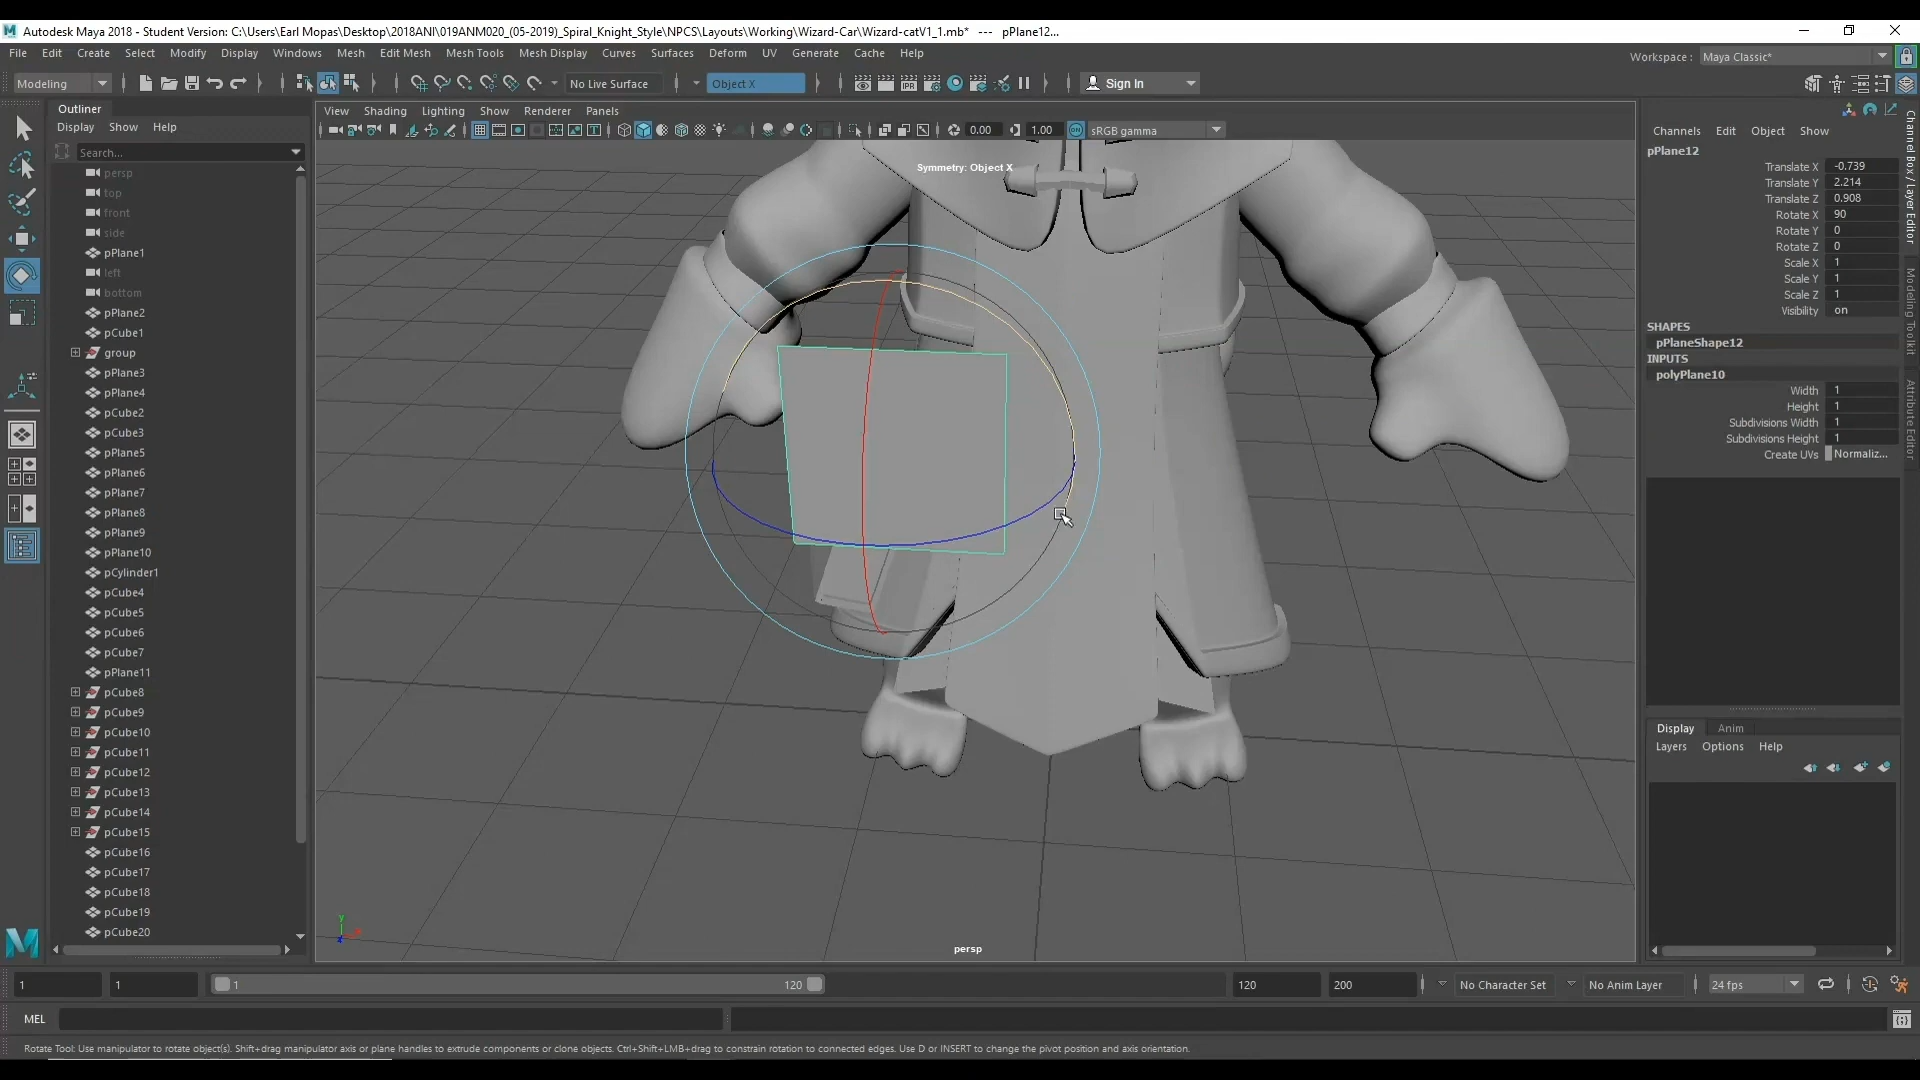 Autodesk Maya 2018 - Student Version: C:\Users\Earl Mopas\Desktop\2018ANI\019ANM020_(05-2019)_Spiral_Knight_Style\NPCS\Layouts\Working\Wizard-Car\Wizard-catV1_1.mb* --- pPlane12...
File Edit Create Select Modify Display Windows Mesh Edit Mesh Mesh Tools Mesh Display Curves Surfaces Deform UV Generate Cache Help
Workspace : Maya Classic*
Modeling No Live Surface Object X Sign In
Outliner
Display Show Help
Search...
persp
top
front
side
pPlane1
left
bottom
pPlane2
pCube1
group
pPlane3
pPlane4
pCube2
pCube3
pPlane5
pPlane6
pPlane7
pPlane8
pPlane9
pPlane10
pCylinder1
pCube4
pCube5
pCube6
pCube7
pPlane11
pCube8
pCube9
pCube10
pCube11
pCube12
pCube13
pCube14
pCube15
pCube16
pCube17
pCube18
pCube19
pCube20
View Shading Lighting Show Renderer Panels
0.00 1.00 sRGB gamma
Symmetry: Object X
persp
y
Channels Edit Object Show
pPlane12
Translate X -0.739
Translate Y 2.214
Translate Z 0.908
Rotate X 90
Rotate Y 0
Rotate Z 0
Scale X 1
Scale Y 1
Scale Z 1
Visibility on
SHAPES
pPlaneShape12
INPUTS
polyPlane10
Width 1
Height 1
Subdivisions Width 1
Subdivisions Height 1
Create UVs Normaliz...
Channel Box / Layer Editor
Modeling Toolkit
Attribute Editor
Display Anim
Layers Options Help
1 1 1 120 120 200 No Character Set No Anim Layer 24 fps
MEL
Rotate Tool: Use manipulator to rotate object(s). Shift+drag manipulator axis or plane handles to extrude components or clone objects. Ctrl+Shift+LMB+drag to constrain rotation to connected edges. Use D or INSERT to change the pivot position and axis orientation.